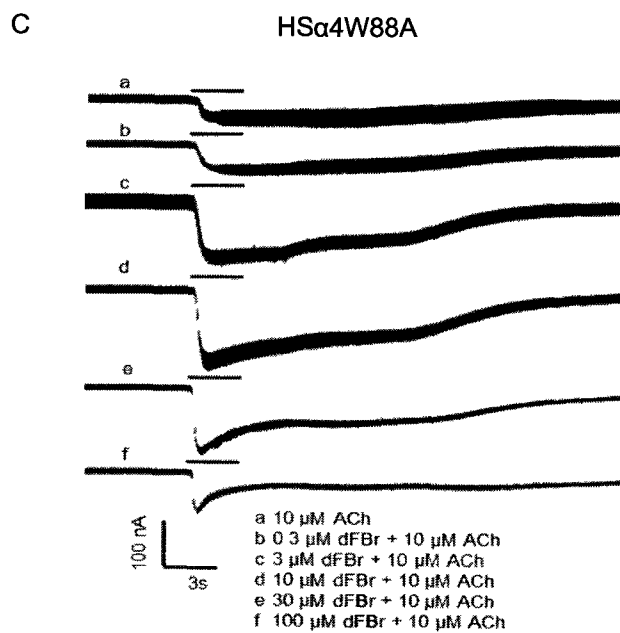 C
HSα4W88A
a
b
c
d
e
f
100 nA
3s
a 10 µM ACh
b 0 3 µM dFBr + 10 µM ACh
c 3 µM dFBr + 10 µM ACh
d 10 µM dFBr + 10 µM ACh
e 30 µM dFBr + 10 µM ACh
f 100 µM dFBr + 10 µM ACh